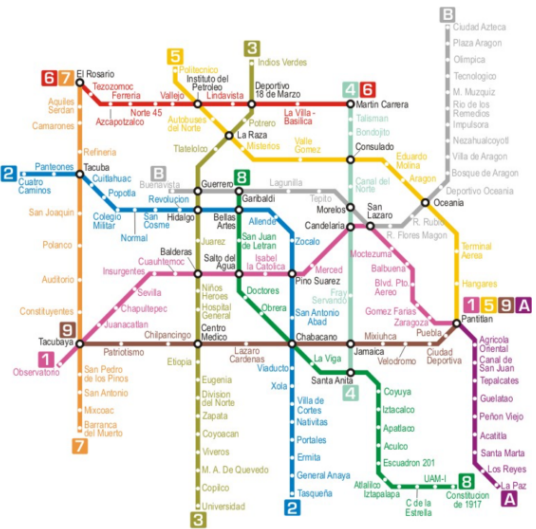 B
Ciudad Azteca
Plaza Aragon
Olimpica
Tecnologico
M. Muzquiz
Rio de los
Remedios
Impulsora
Nezahualcoyotl
Villa de Aragon
Bosque de Aragon
Deportivo Oceania
Oceania
R. Rubio
R. Flores Magon
3
Indios Verdes
5
Politecnico
Instituto del
Petroleo
Deportivo
18 de Marzo
6 7
El Rosario
Tezozomoc
Ferreria
Vallejo
Lindavista
Azcapotzalco
Norte 45
La Villa -
Basilica
4 6
Martin Carrera
Talisman
Bondojito
Consulado
Aquiles
Serdan
Camarones
Refineria
Autobuses
del Norte
Potrero
La Raza
Misterios
Valle
Gomez
Eduardo
Molina
Aragon
Tlatelolco
Canal del
Norte
2
Panteones
Cuatro
Caminos
Tacuba
Cuitlahuac
Popotla
Colegio
Militar
Normal
San
Cosme
Revolucion
Hidalgo
B
Buenavista
Guerrero
8
Garibaldi
Lagunilla
Tepito
Morelos
San
Lazaro
Candelaria
Bellas
Artes
Allende
Zocalo
San Joaquin
Polanco
Auditorio
Constituyentes
Juarez
San Juan
de Letran
Terminal
Aerea
Hangares
Balderas
Cuauhtemoc
Insurgentes
Sevilla
Chapultepec
Juanacatlan
Salto del
Agua
Isabel
la Catolica
Merced
Pino Suarez
Moctezuma
Balbuena
Blvd. Pto.
Aereo
Gomez Farias
Zaragoza
1 5 9 A
Pantitlan
Niños
Heroes
Hospital
General
Doctores
Obrera
San Antonio
Abad
Fray
Servando
9
Tacubaya
1
Observatorio
Patriotismo
Chilpancingo
Centro
Medico
Lazaro
Cardenas
Chabacano
Jamaica
Mixiuhca
Velodromo
Ciudad
Deportiva
Puebla
San Pedro
de los Pinos
San Antonio
Mixcoac
Barranca
del Muerto
7
Etiopia
Eugenia
Division
del Norte
Zapata
Coyoacan
Viveros
M. A. De Quevedo
Copilco
Universidad
3
Viaducto
Xola
Villa de
Cortes
Nativitas
Portales
Ermita
General Anaya
Tasqueña
2
La Viga
Santa Anita
4
Coyuya
Iztacalco
Apatlaco
Aculco
Escuadron 201
Atlalilco
Iztapalapa
C de la
Estrella
UAM-I
8
Constitucion
de 1917
Agricola
Oriental
Canal de
San Juan
Tepalcates
Guelatao
Peñon Viejo
Acatitla
Santa Marta
Los Reyes
La Paz
A